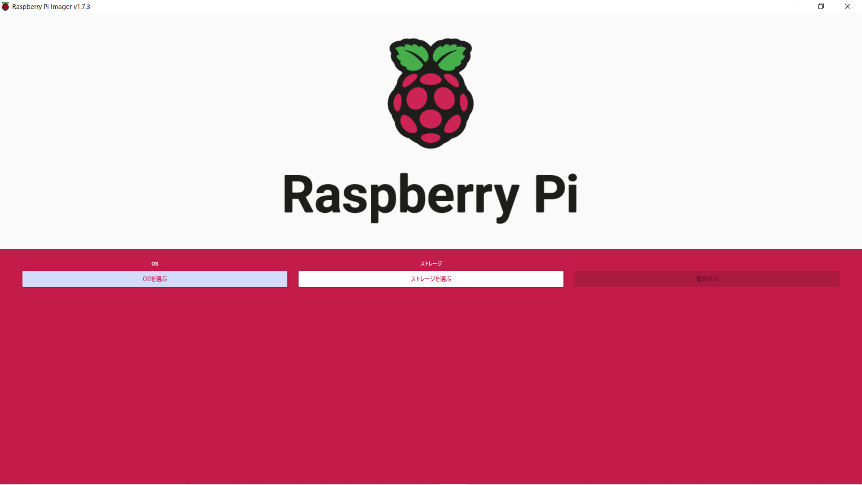 Raspberry Pi Imager v1.7.3
Raspberry Pi
OS
ストレージ
OSを選ぶ
ストレージを選ぶ